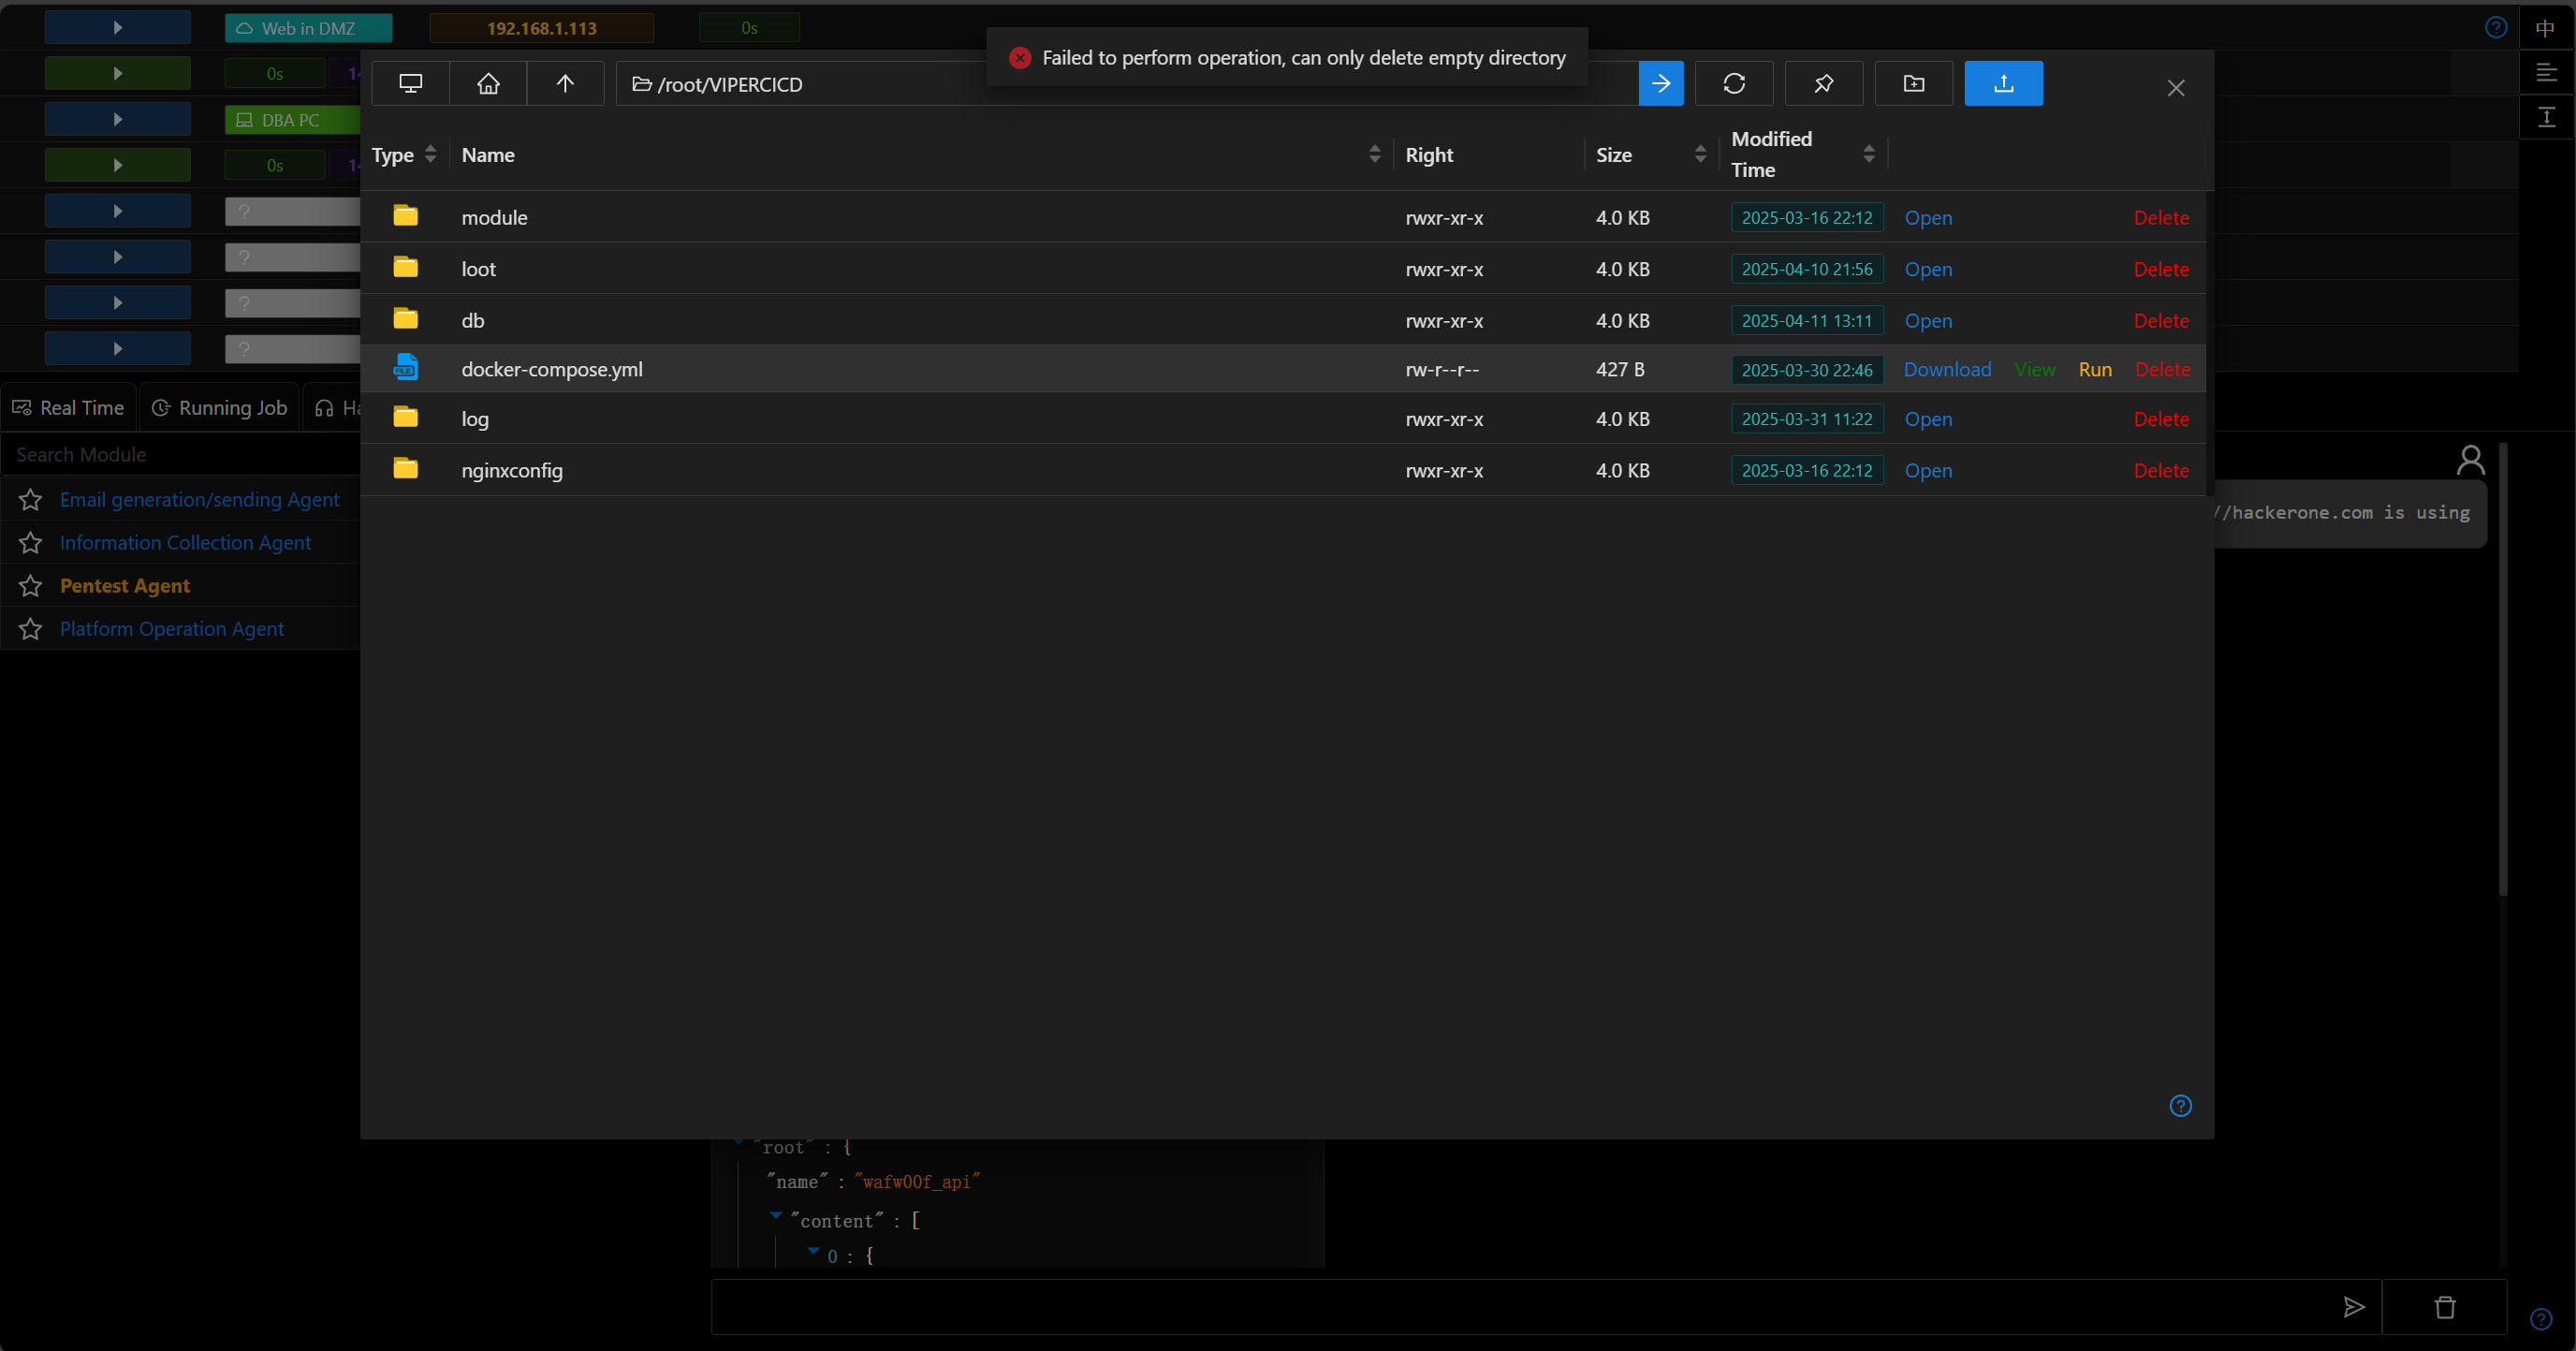 Web in DMZ 192.168.1.113 0s
中
Failed to perform operation, can only delete empty directory
0s 14
/root/VIPERCICD
DBA PC
0s 14
Type Name Right Size Modified Time
module rwxr-xr-x 4.0 KB 2025-03-16 22:12 Open Delete
?
loot rwxr-xr-x 4.0 KB 2025-04-10 21:56 Open Delete
?
db rwxr-xr-x 4.0 KB 2025-04-11 13:11 Open Delete
?
docker-compose.yml rw-r--r-- 427 B 2025-03-30 22:46 Download View Run Delete
?
log rwxr-xr-x 4.0 KB 2025-03-31 11:22 Open Delete
nginxconfig rwxr-xr-x 4.0 KB 2025-03-16 22:12 Open Delete
Real Time Running Job Ha
Search Module
Email generation/sending Agent
Information Collection Agent
Pentest Agent
Platform Operation Agent
//hackerone.com is using
"root" : {
"name" : "wafw00f_api"
"content" : [
0 : {